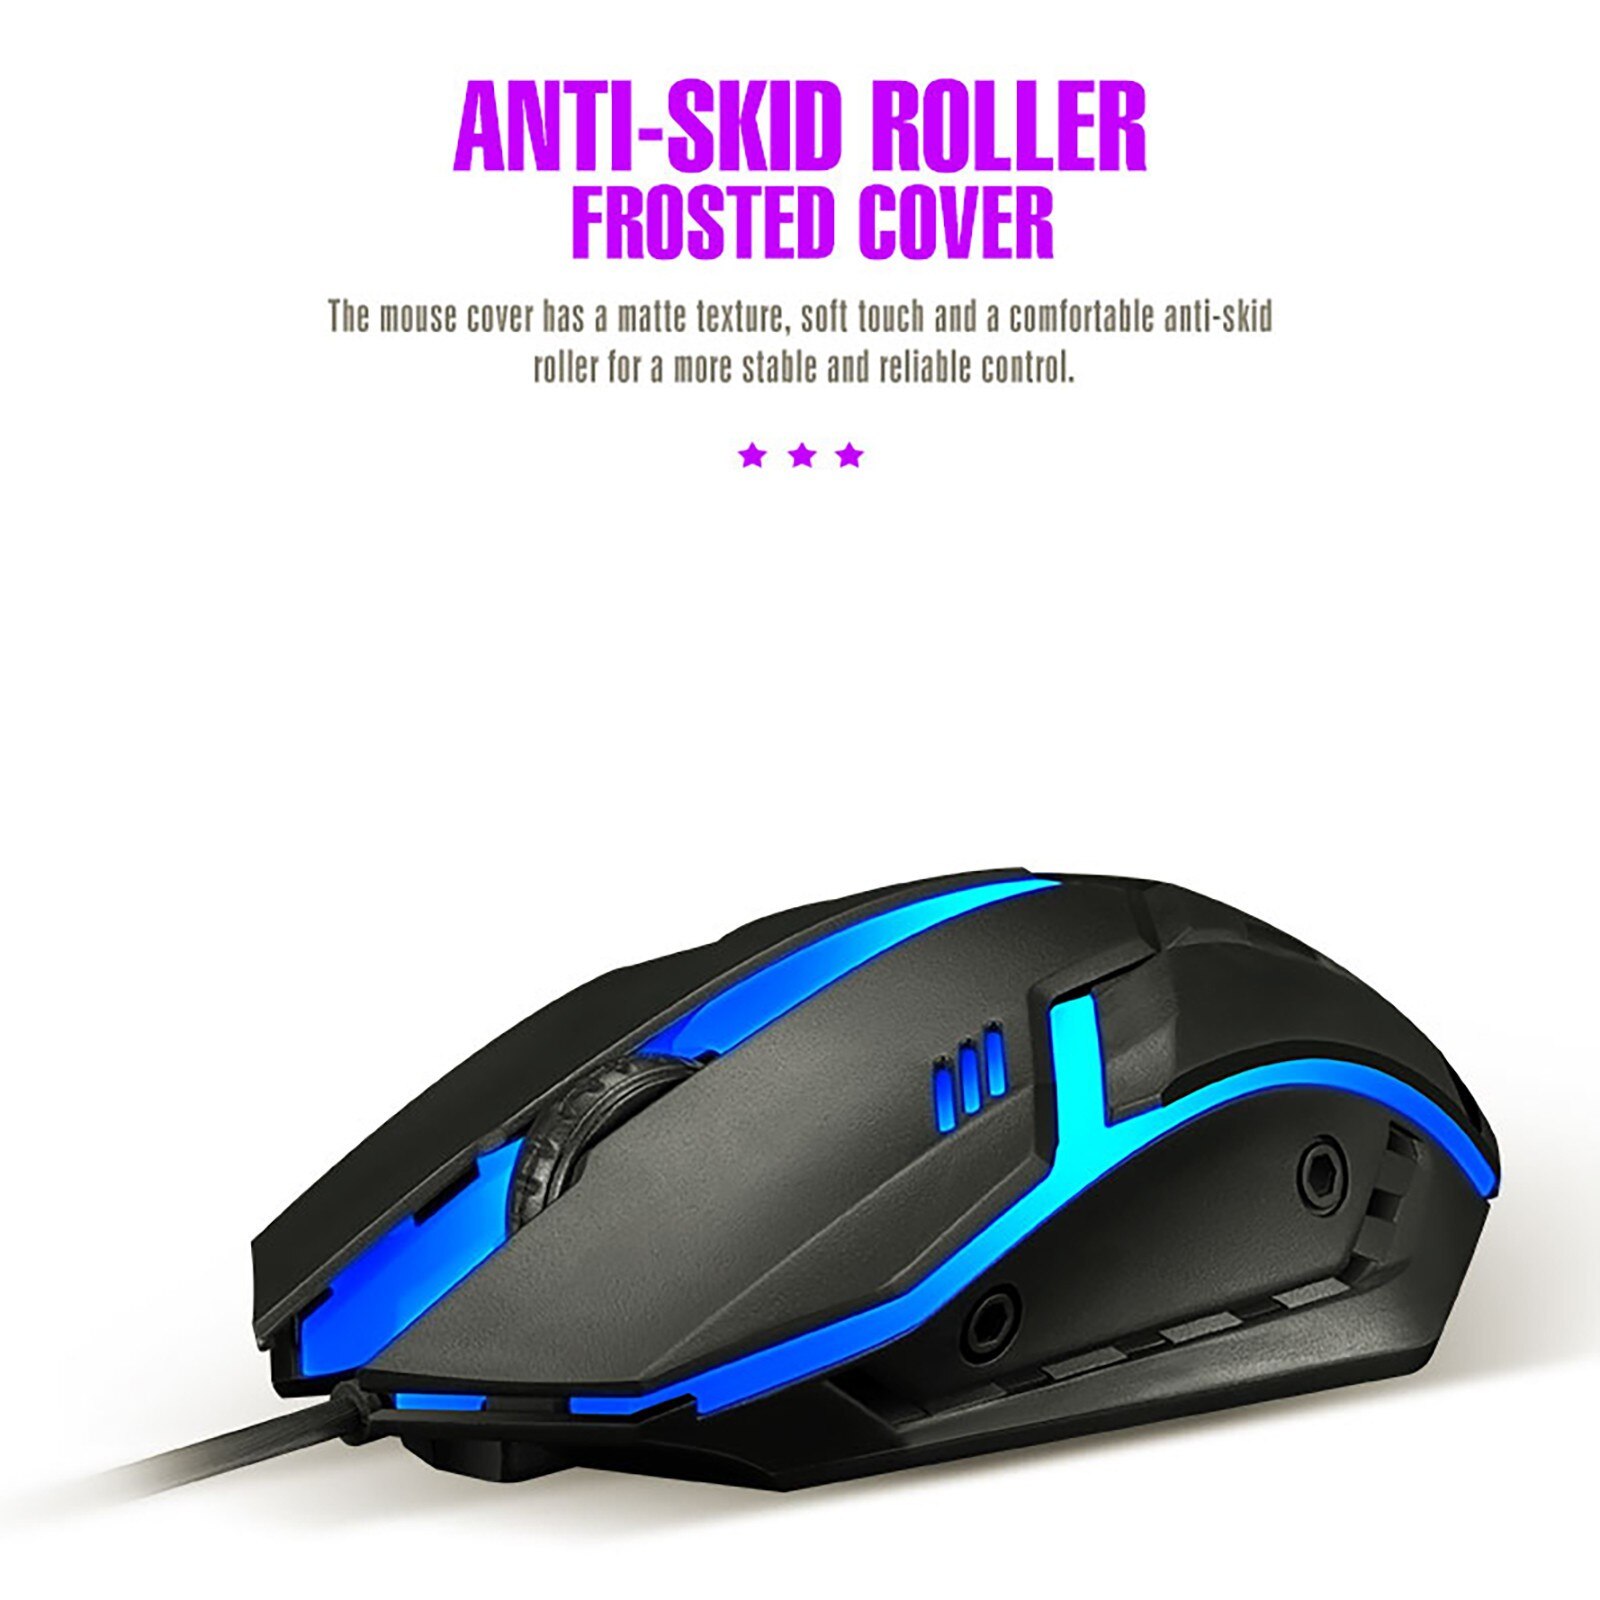 ANTI-SKID ROLLER
FROSTED COVER
The mouse cover has a matte texture, soft touch and a comfortable anti-skid
roller for a more stable and reliable control.